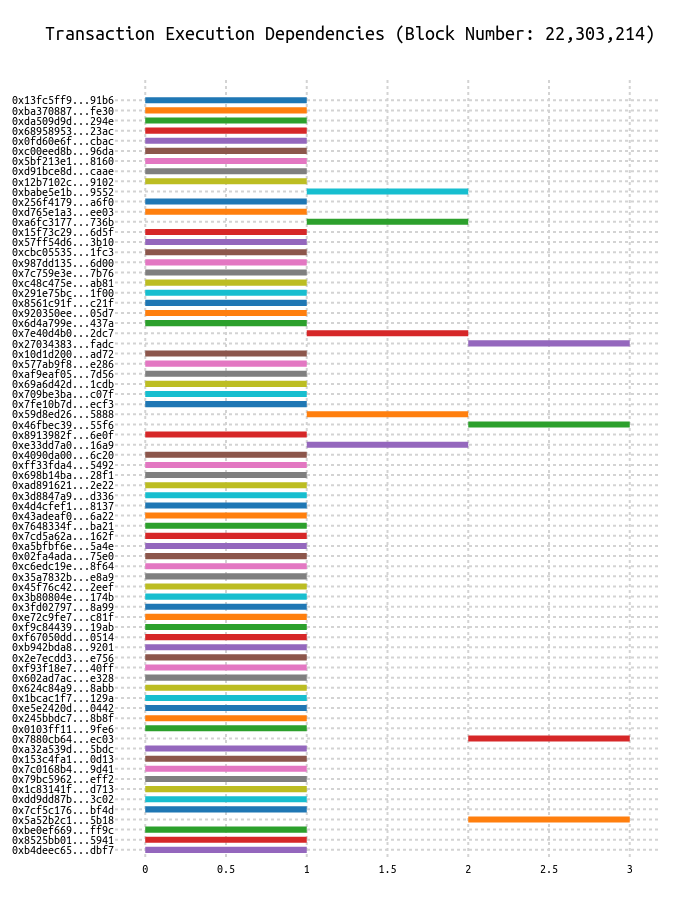 Transaction Execution Dependencies (Block Number: 22,303,214)
0x13fc5ff9...91b6
0xba370887...fe30
0xda509d9d...294e
0x68958953...23ac
0x0fd60e6f...cbac
0xc00eed8b...96da
0x5bf213e1...8160
0xd91bce8d...caae
0x12b7102c...9102
0xbabe5e1b...9552
0x256f4179...a6f0
0xd765e1a3...ee03
0xa6fc3177...736b
0x15f73c29...6d5f
0x57ff54d6...3b10
0xcbc05535...1fc3
0x987dd135...6d00
0x7c759e3e...7b76
0xc48c475e...ab81
0x291e75bc...1f00
0x8561c91f...c21f
0x920350ee...05d7
0x6d4a799e...437a
0x7e40d4b0...2dc7
0x27034383...fadc
0x10d1d200...ad72
0x577ab9f8...e286
0xaf9eaf05...7d56
0x69a6d42d...1cdb
0x709be3ba...c07f
0x7fe10b7d...ecf3
0x59d8ed26...5888
0x46fbec39...55f6
0x8913982f...6e0f
0xe33dd7a0...16a9
0x4090da00...6c20
0xff33fda4...5492
0x698b14ba...28f1
0xad891621...2e22
0x3d8847a9...d336
0x4d4cfef1...8137
0x43adeaf0...6a22
0x7648334f...ba21
0x7cd5a62a...162f
0xa5bfbf6e...5a4e
0x02fa4ada...75e0
0xc6edc19e...8f64
0x35a7832b...e8a9
0x45f76c42...2eef
0x3b80804e...174b
0x3fd02797...8a99
0xe72c9fe7...c81f
0xf9c84439...19ab
0xf67050dd...0514
0xb942bda8...9201
0x2e7ecdd3...e756
0xf93f18e7...40ff
0x602ad7ac...e328
0x624c84a9...8abb
0x1bcac1f7...129a
0xe5e2420d...0442
0x245bbdc7...8b8f
0x0103ff11...9fe6
0x7880cb64...ec03
0xa32a539d...5bdc
0x153c4fa1...0d13
0x7c0168b4...9d41
0x79bc5962...eff2
0x1c83141f...d713
0xdd9dd87b...3c02
0x7cf5c176...bf4d
0x5a52b2c1...5b18
0xbe0ef669...ff9c
0x8525bb01...5941
0xb4deec65...dbf7
0 0.5 1 1.5 2 2.5 3